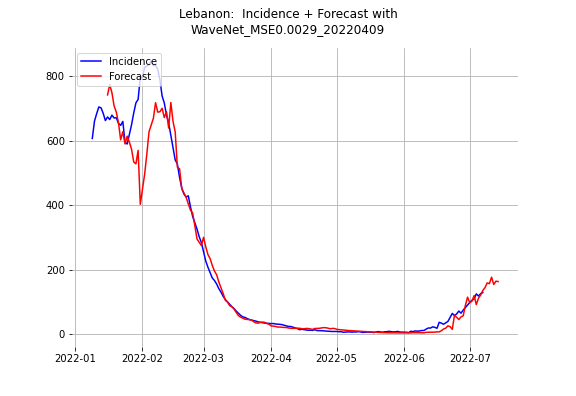 Lebanon:  Incidence + Forecast with
WaveNet_MSE0.0029_20220409
Incidence
Forecast
800
600
400
200
0
2022-01 2022-02 2022-03 2022-04 2022-05 2022-06 2022-07